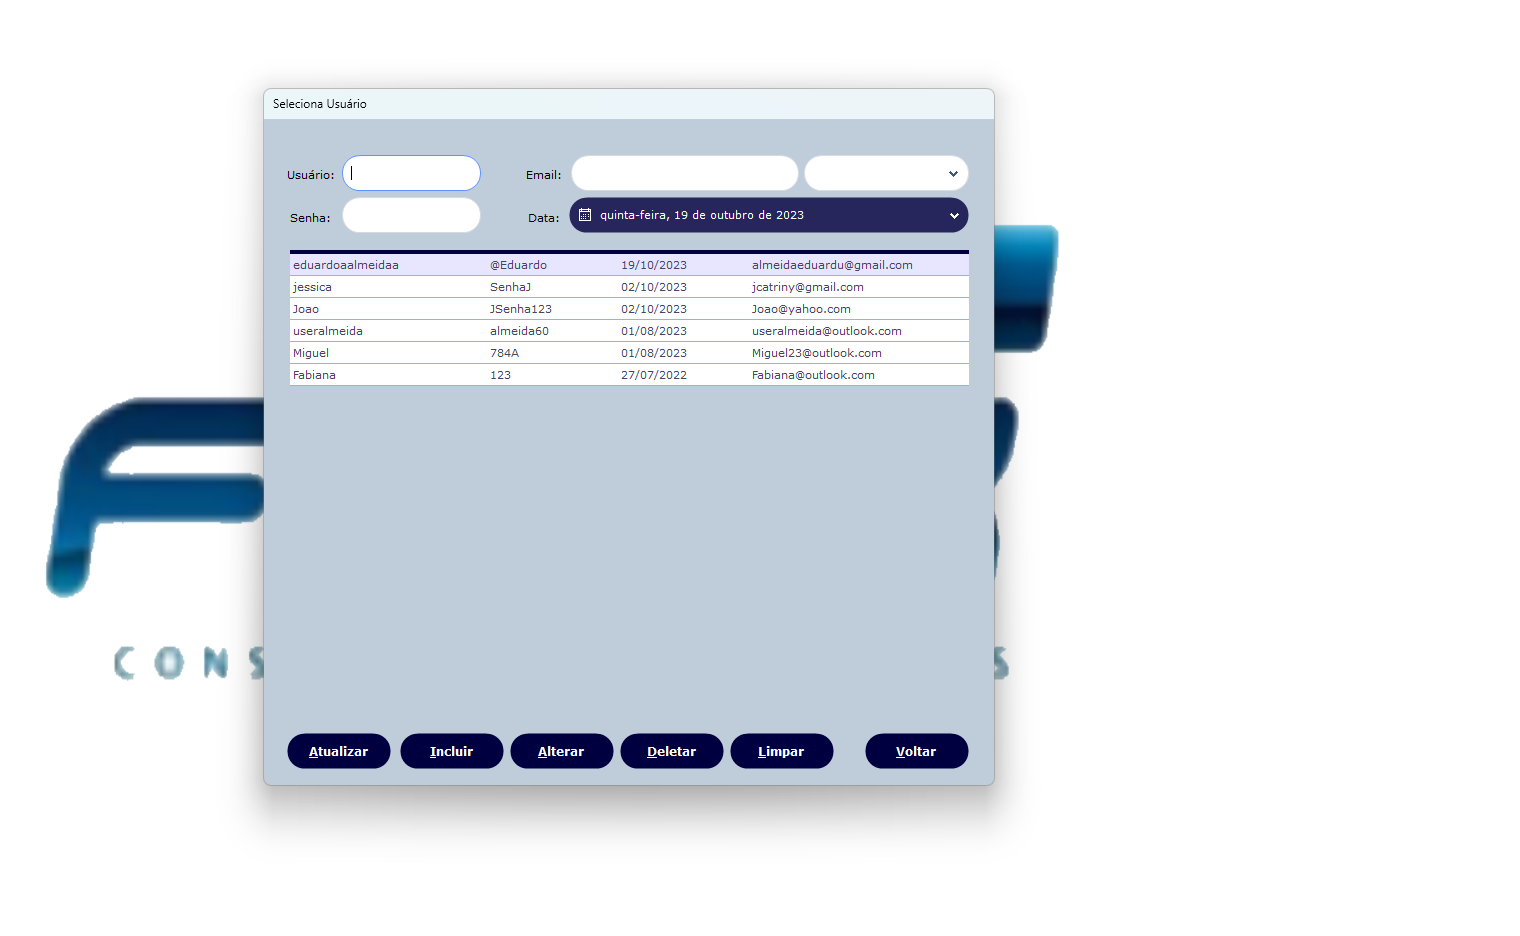 Seleciona Usuário
Usuário: Email:
Senha: Data: quinta-feira, 19 de outubro de 2023
eduardoaalmeidaa @Eduardo 19/10/2023 almeidaeduardu@gmail.com
jessica SenhaJ 02/10/2023 jcatriny@gmail.com
Joao JSenha123 02/10/2023 Joao@yahoo.com
useralmeida almeida60 01/08/2023 useralmeida@outlook.com
Miguel 784A 01/08/2023 Miguel23@outlook.com
Fabiana 123 27/07/2022 Fabiana@outlook.com
CONS S
Atualizar Incluir Alterar Deletar Limpar Voltar